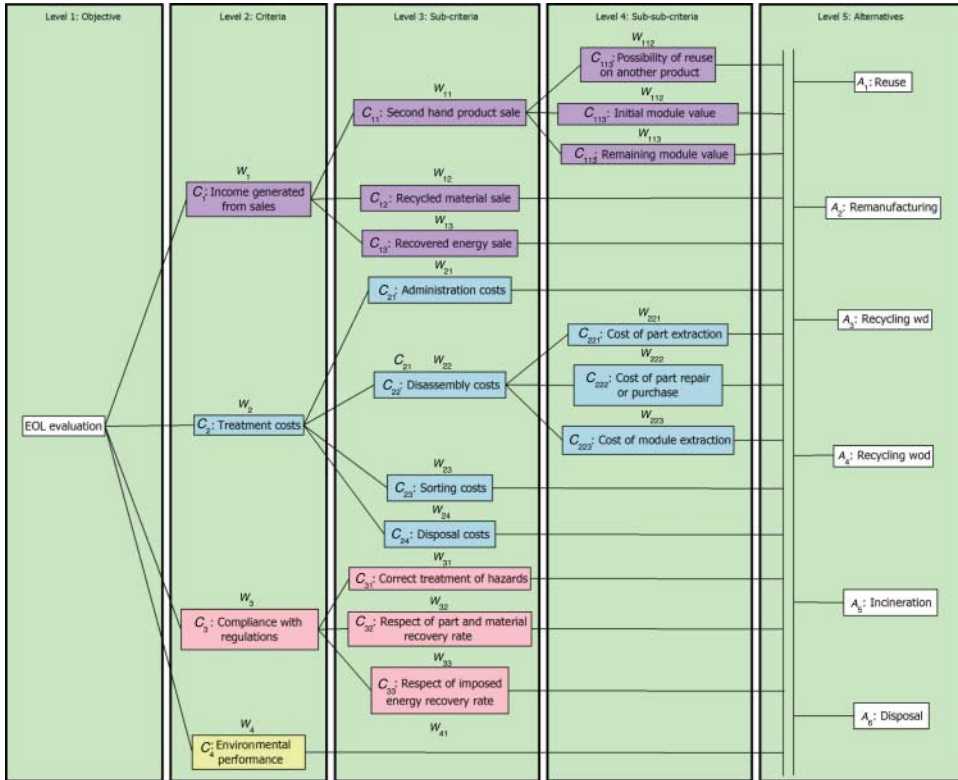 Level 1: Objective
Level 2: Criteria
Level 3: Sub-criteria
Level 4: Sub-sub-criteria
Level 5: Alternatives
EOL evaluation
W1
C1: Income generated
from sales
W2
C2: Treatment costs
W3
C3: Compliance with
regulations
W4
C4: Environmental
performance
W11
C11: Second hand product sale
W12
C12: Recycled material sale
W13
C13: Recovered energy sale
W21
C21: Administration costs
C21 W22
C22: Disassembly costs
W23
C23: Sorting costs
W24
C24: Disposal costs
W31
C31: Correct treatment of hazards
W32
C32: Respect of part and material
recovery rate
W33
C33: Respect of imposed
energy recovery rate
W41
W112
C113: Possibility of reuse
on another product
W112
C113: Initial module value
W113
C113: Remaining module value
W221
C221: Cost of part extraction
W222
C222: Cost of part repair
or purchase
W223
C223: Cost of module extraction
A1: Reuse
A2: Remanufacturing
A3: Recycling wd
A4: Recycling wod
A5: Incineration
A6: Disposal